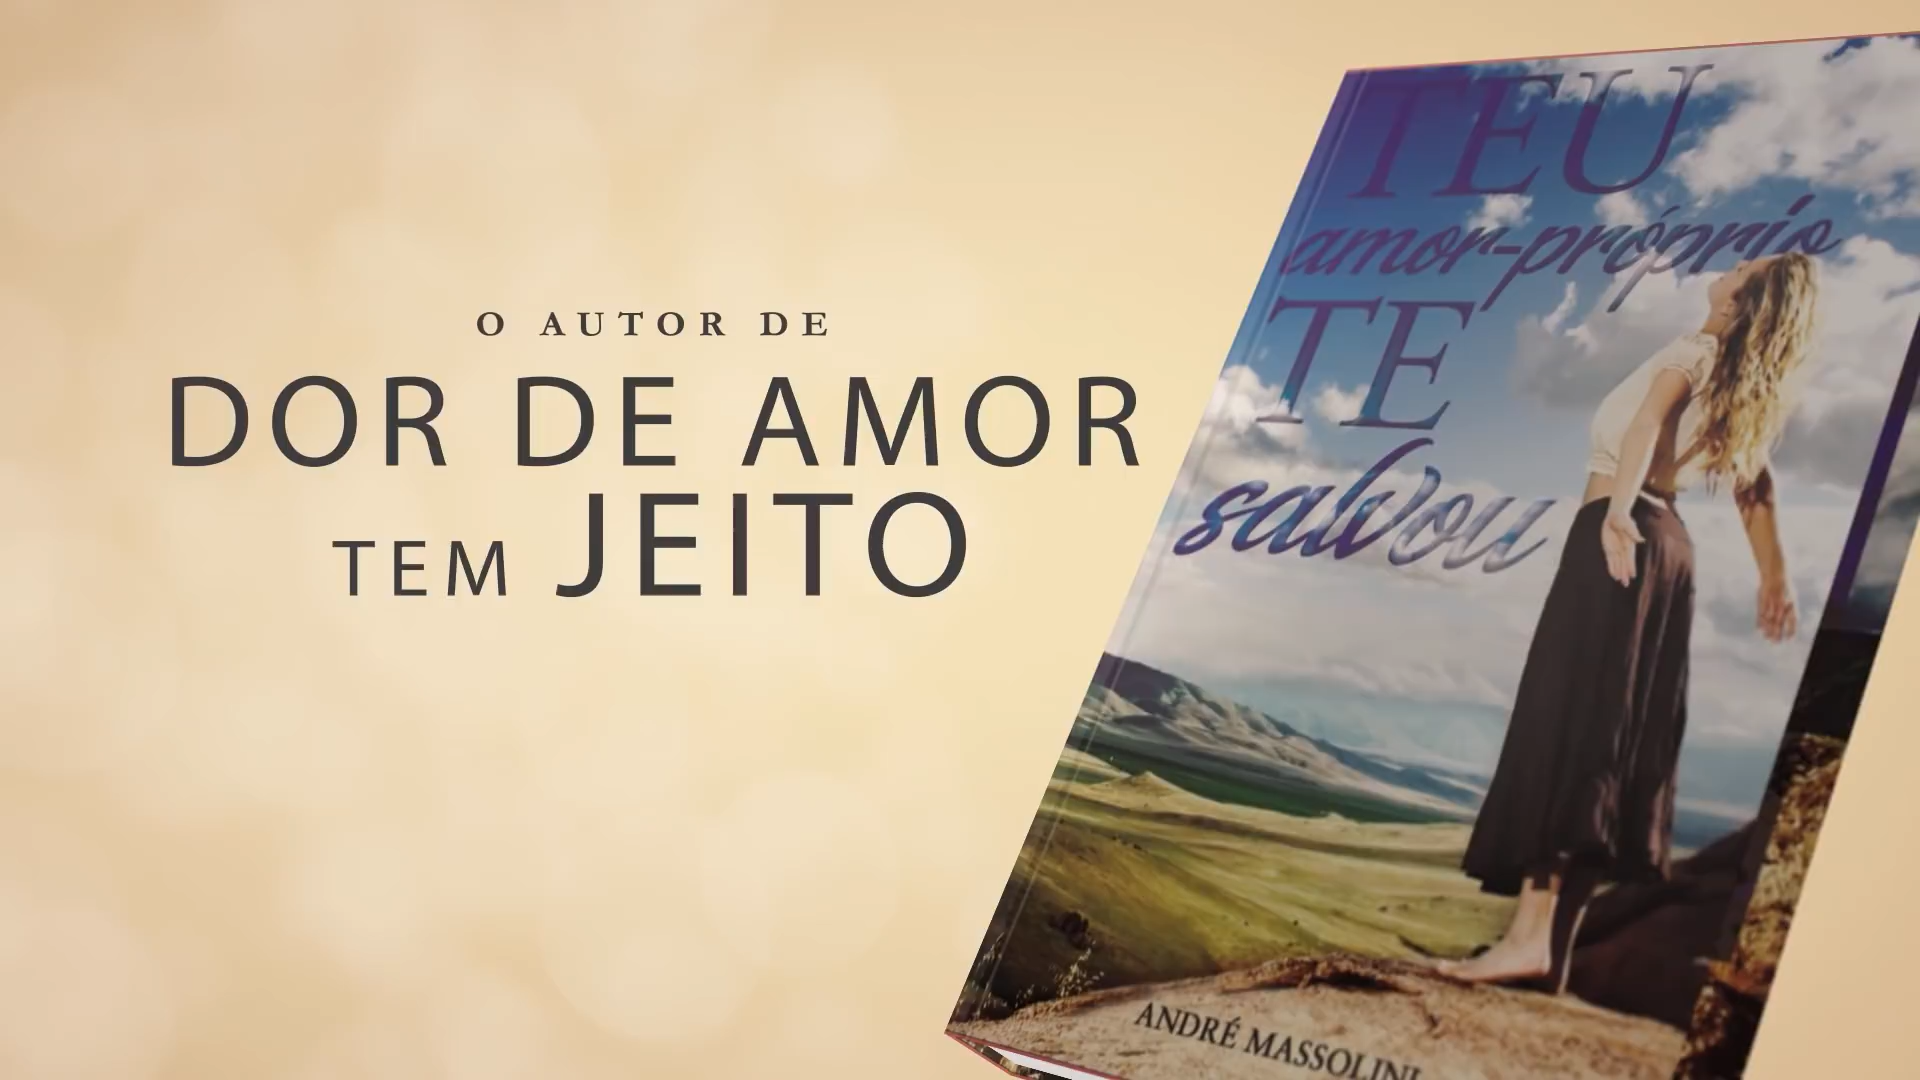 O AUTOR DE
DOR DE AMOR
TEM JEITO
TEU
amor-próprio
TE
salvou
ANDRÉ MASSOLINI